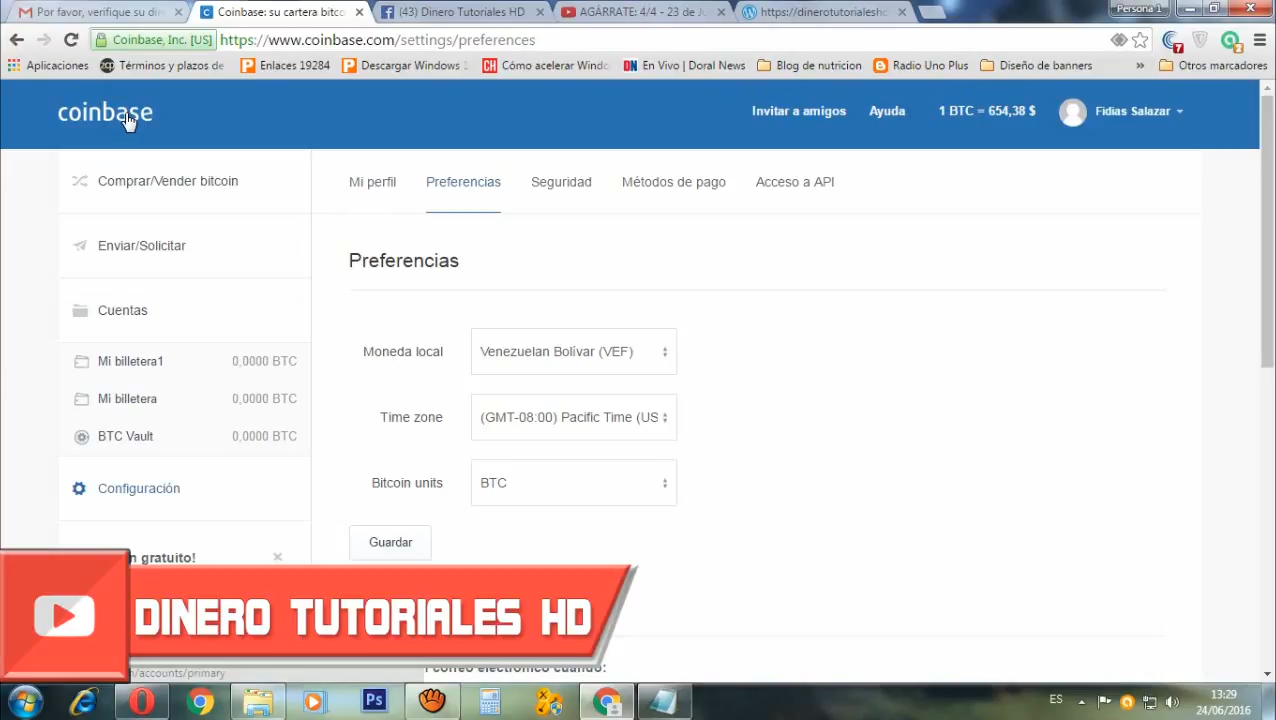 Por favor, verifique su di
Coinbase: su cartera bitco
(43) Dinero Tutoriales HD
AGÁRRATE: 4/4 - 23 de Ju
https://dinerotutorialesh
Persona 1
Coinbase, Inc. [US]
https://www.coinbase.com/settings/preferences
7
2
Aplicaciones
Términos y plazos de
Enlaces 19284
Descargar Windows
Cómo acelerar Windo
DN En Vivo | Doral News
Blog de nutricion
Radio Uno Plus
Diseño de banners
»
Otros marcadores
coinbase
Invitar a amigos
Ayuda
1 BTC = 654,38 $
Fidias Salazar
Comprar/Vender bitcoin
Mi perfil
Preferencias
Seguridad
Métodos de pago
Acceso a API
Enviar/Solicitar
Preferencias
Cuentas
Mi billetera1 0,0000 BTC
Mi billetera 0,0000 BTC
BTC Vault 0,0000 BTC
Configuración
Moneda local
Venezuelan Bolívar (VEF)
Time zone
(GMT-08:00) Pacific Time (US
Bitcoin units
BTC
Guardar
n gratuito!
DINERO TUTORIALES HD
correo electrónico cuando:
n/accounts/primary
Ps
ES
13:29
24/06/2016